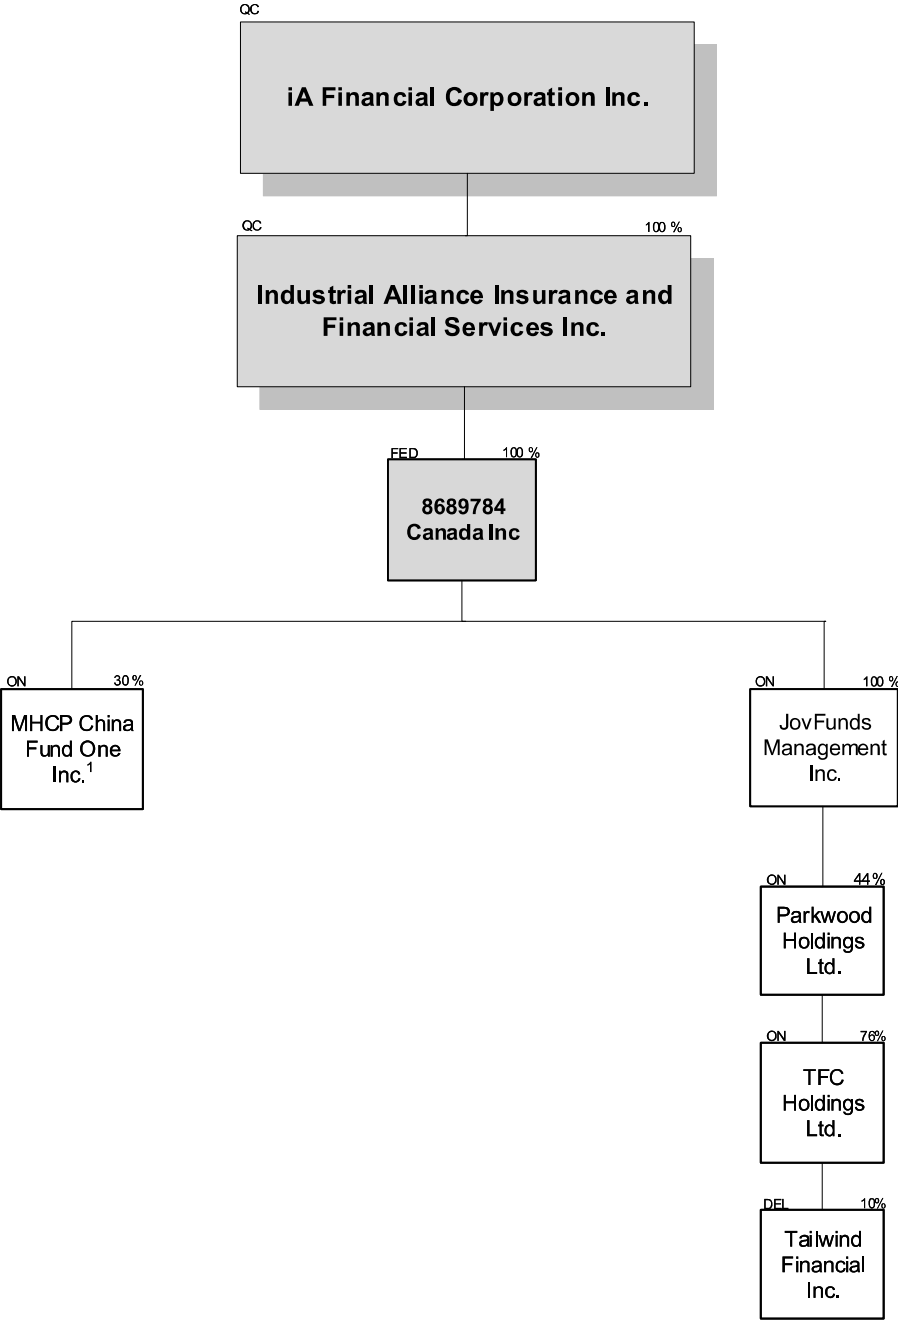 QC
iA Financial Corporation Inc.
QC 100 %
Industrial Alliance Insurance and
Financial Services Inc.
FED 100 %
8689784
Canada Inc
ON 30 %
MHCP China
Fund One
Inc.1
ON 100 %
JovFunds
Management
Inc.
ON 44 %
Parkwood
Holdings
Ltd.
ON 76%
TFC
Holdings
Ltd.
DEL 10%
Tailwind
Financial
Inc.